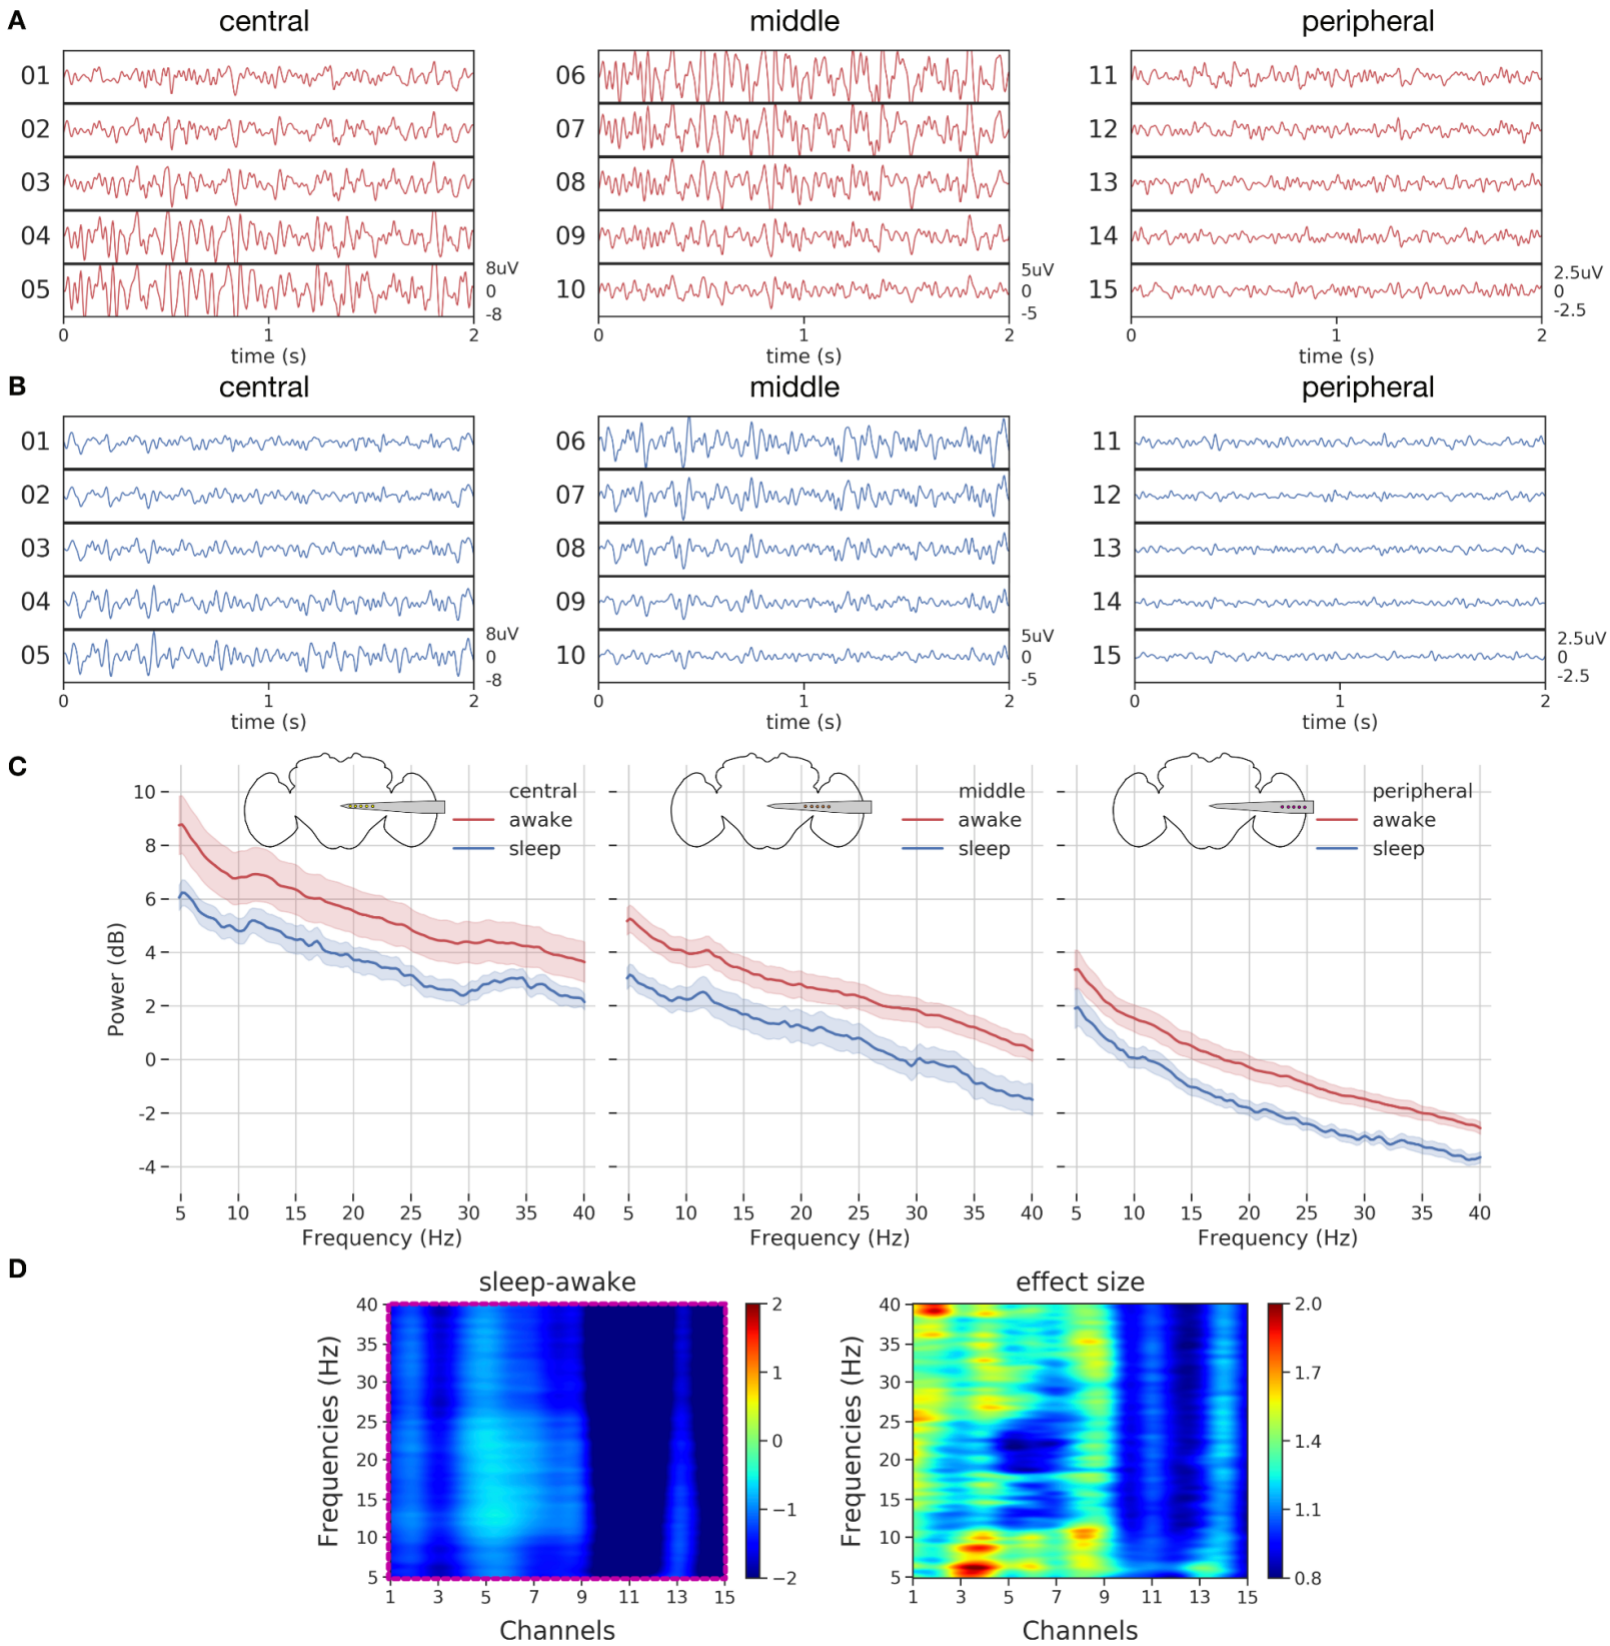 A
central middle peripheral
01 06 11
02 07 12
03 08 13
04 09 14
05 8uV 0 -8 10 5uV 0 -5 15 2.5uV 0 -2.5
0 1 2 0 1 2 0 1 2
time (s) time (s) time (s)
B
central middle peripheral
01 06 11
02 07 12
03 08 13
04 09 14
05 8uV 0 -8 10 5uV 0 -5 15 2.5uV 0 -2.5
0 1 2 0 1 2 0 1 2
time (s) time (s) time (s)
C
central middle peripheral
awake awake awake
sleep sleep sleep
Power (dB)
10
8
6
4
2
0
-2
-4
5 10 15 20 25 30 35 40 5 10 15 20 25 30 35 40 5 10 15 20 25 30 35 40
Frequency (Hz) Frequency (Hz) Frequency (Hz)
D
sleep-awake
Frequencies (Hz)
40
35
30
25
20
15
10
5
1 3 5 7 9 11 13 15
Channels
2
1
0
−1
−2
effect size
Frequencies (Hz)
40
35
30
25
20
15
10
5
1 3 5 7 9 11 13 15
Channels
2.0
1.7
1.4
1.1
0.8